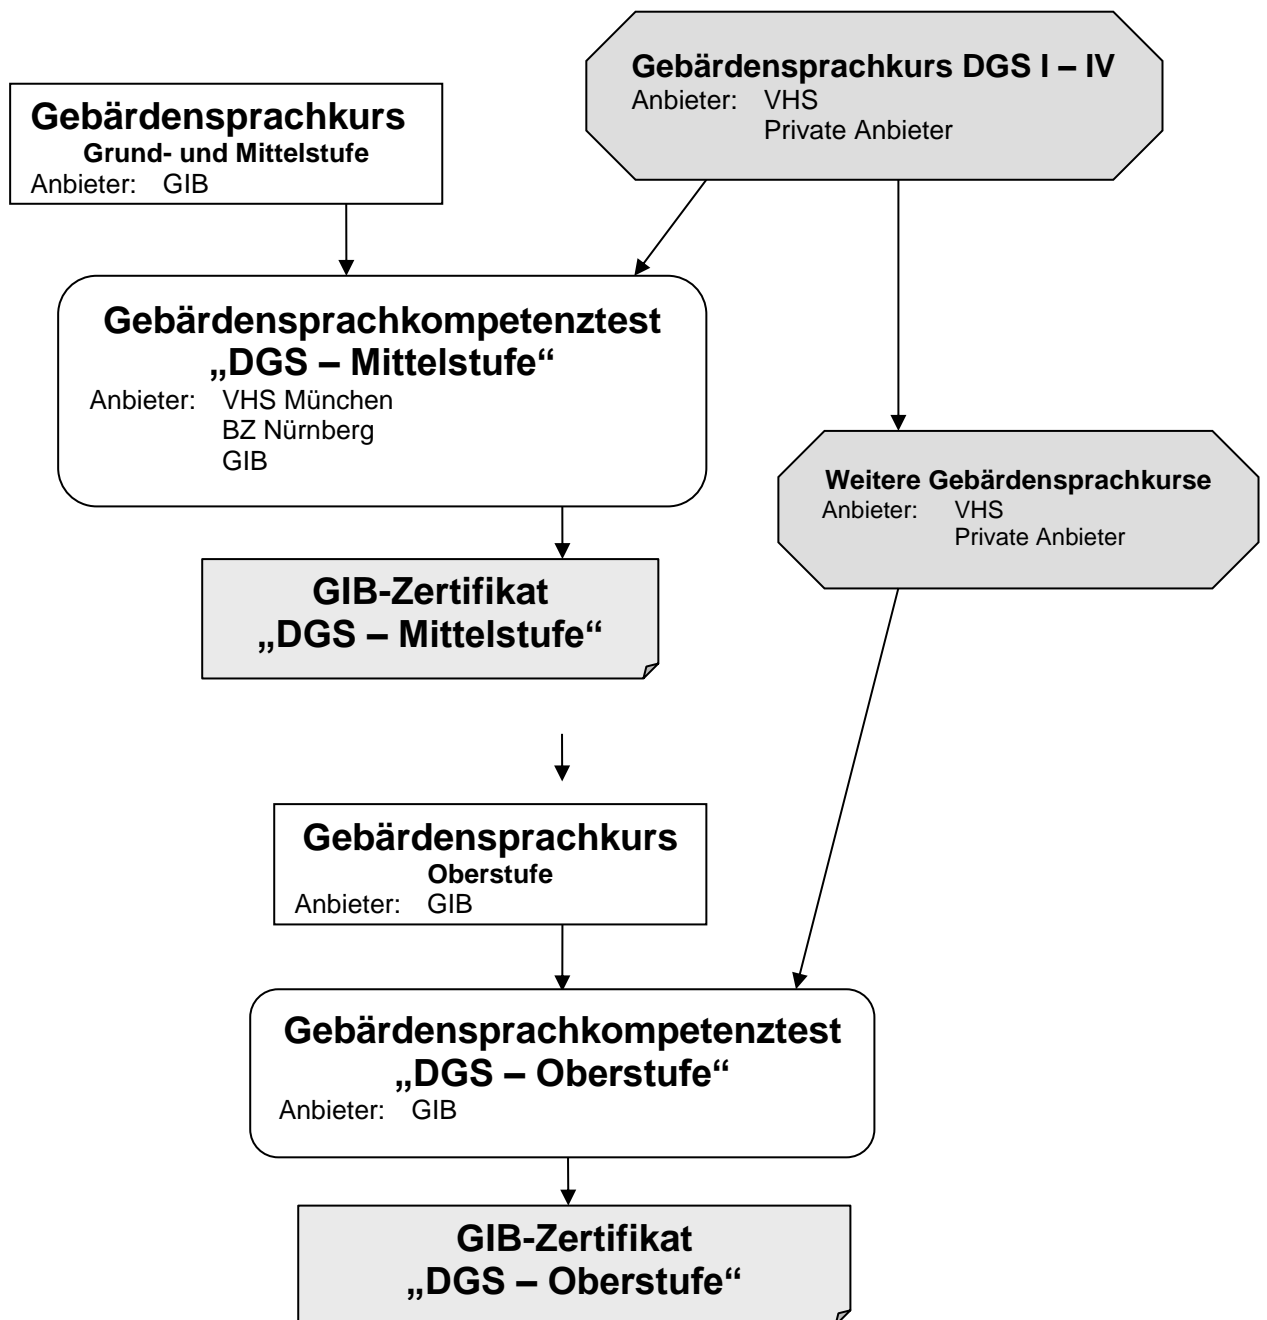 Gebärdensprachkurs DGS I – IV
Anbieter: VHS
Private Anbieter
Gebärdensprachkurs
Grund- und Mittelstufe
Anbieter: GIB
Gebärdensprachkompetenztest
„DGS – Mittelstufe“
Anbieter: VHS München
BZ Nürnberg
GIB
Weitere Gebärdensprachkurse
Anbieter: VHS
Private Anbieter
GIB-Zertifikat
„DGS – Mittelstufe“
Gebärdensprachkurs
Oberstufe
Anbieter: GIB
Gebärdensprachkompetenztest
„DGS – Oberstufe“
Anbieter: GIB
GIB-Zertifikat
„DGS – Oberstufe“